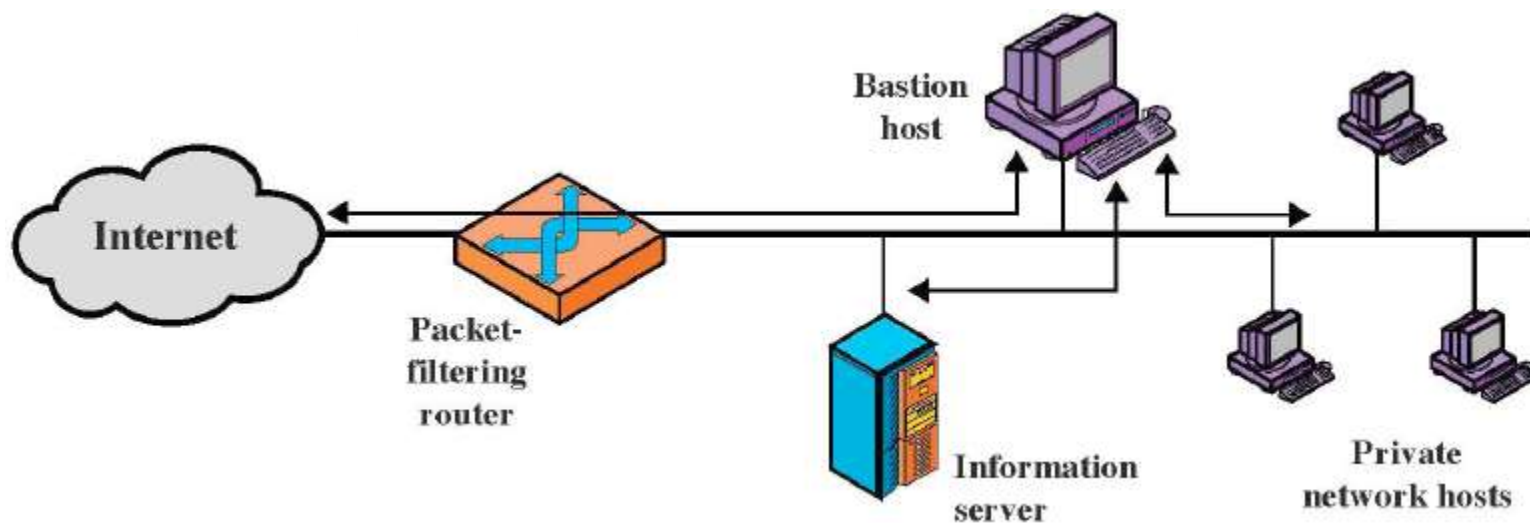 Bastion
host
Internet
Packet-
filtering
router
Information
server
Private
network hosts